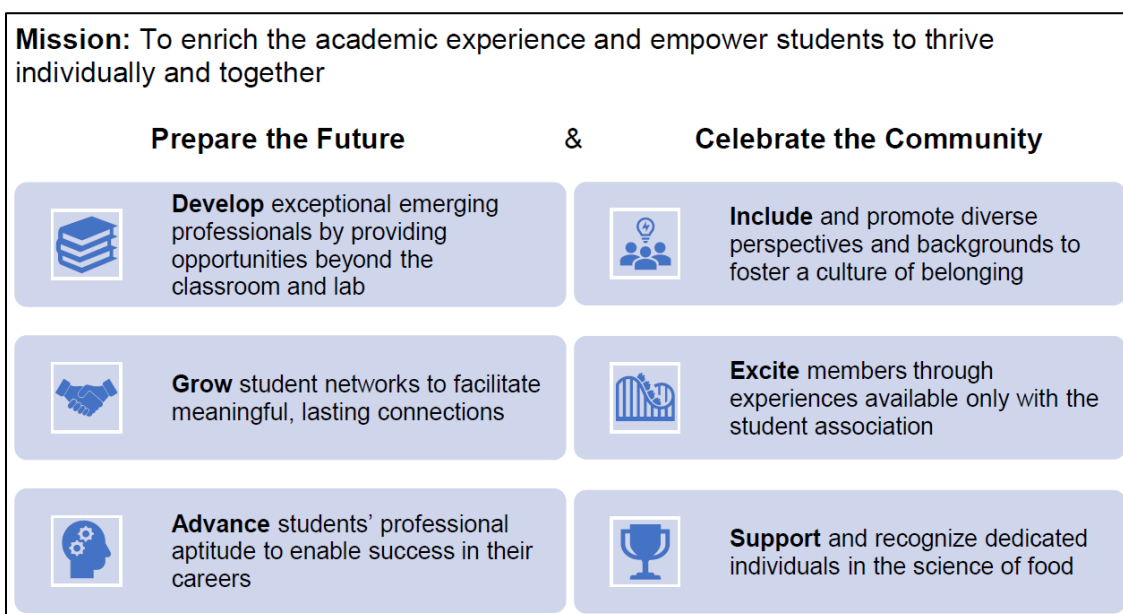 Mission: To enrich the academic experience and empower students to thrive
individually and together
Prepare the Future & Celebrate the Community
Develop exceptional emerging
professionals by providing
opportunities beyond the
classroom and lab
Include and promote diverse
perspectives and backgrounds to
foster a culture of belonging
Grow student networks to facilitate
meaningful, lasting connections
Excite members through
experiences available only with the
student association
Advance students’ professional
aptitude to enable success in their
careers
Support and recognize dedicated
individuals in the science of food